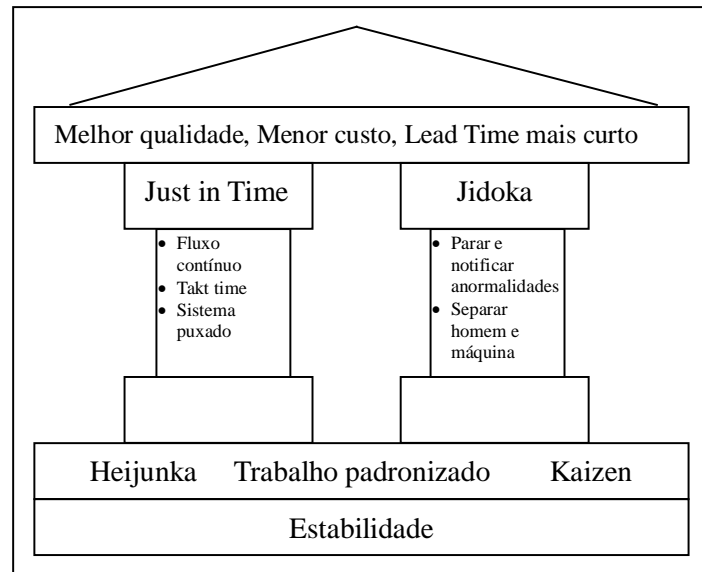 Melhor qualidade, Menor custo, Lead Time mais curto
Just in Time
Jidoka
• Fluxo
contínuo
• Takt time
• Sistema
puxado
• Parar e
notificar
anormalidades
• Separar
homem e
máquina
Heijunka Trabalho padronizado Kaizen
Estabilidade